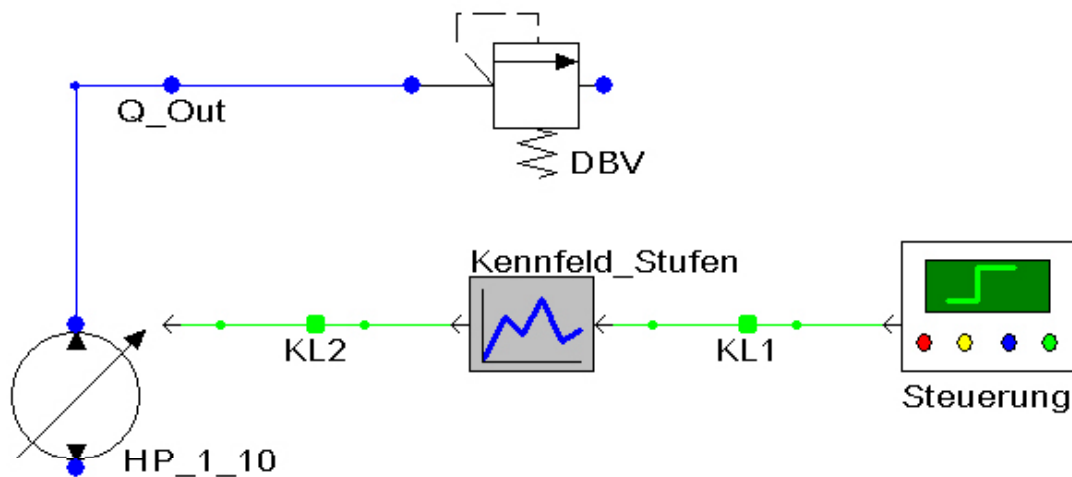 Q_Out
DBV
Kennfeld_Stufen
KL2
KL1
Steuerung
HP_1_10